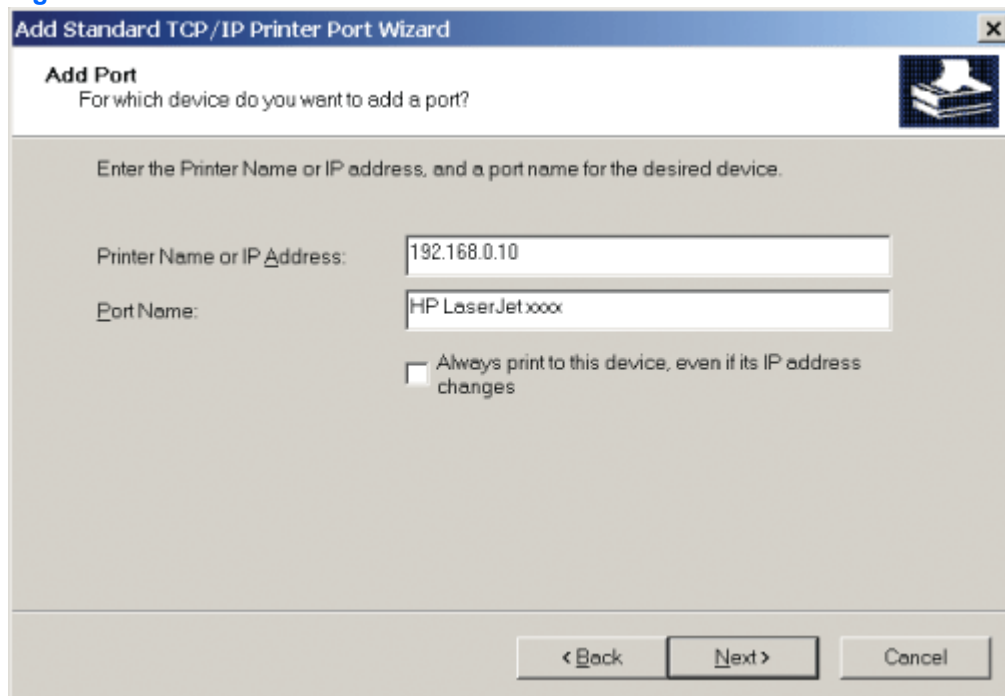 Add Standard TCP/IP Printer Port Wizard
Add Port
For which device do you want to add a port?
Enter the Printer Name or IP address, and a port name for the desired device.
Printer Name or IP Address:
192.168.0.10
Port Name:
HP LaserJet xxxx
Always print to this device, even if its IP address
changes
< Back
Next >
Cancel